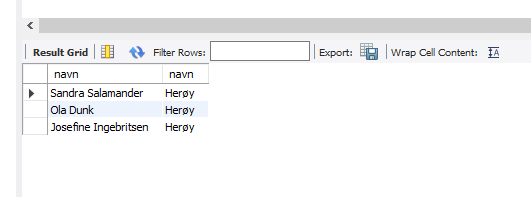 Result Grid Filter Rows: Export: Wrap Cell Content:
navn navn
Sandra Salamander Herøy
Ola Dunk Herøy
Josefine Ingebritsen Herøy